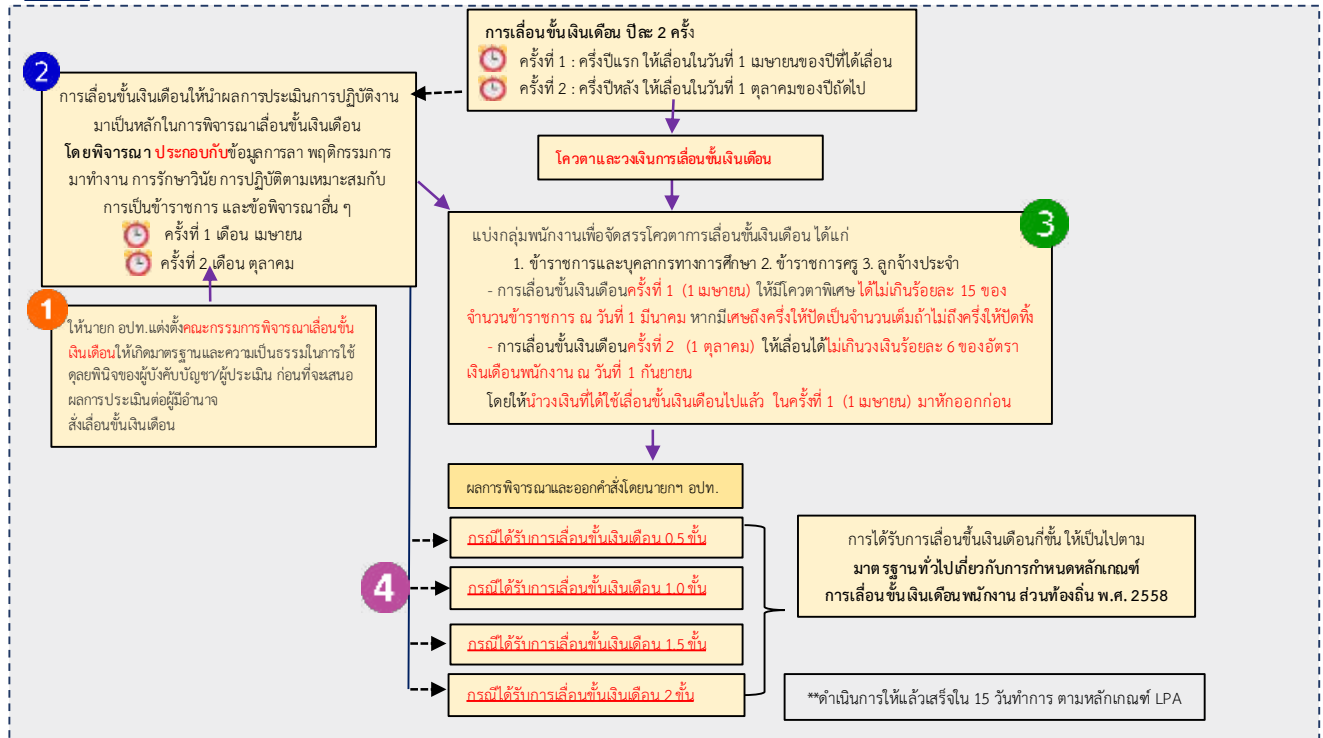 การเลื่อนขั้นเงินเดือน ปีละ 2 ครั้ง
ครั้งที่ 1 : ครึ่งปีแรก ให้เลื่อนในวันที่ 1 เมษายนของปีที่ได้เลื่อน
ครั้งที่ 2 : ครึ่งปีหลัง ให้เลื่อนในวันที่ 1 ตุลาคมของปีถัดไป
2
การเลื่อนขั้นเงินเดือนให้นำผลการประเมินการปฏิบัติงาน
มาเป็นหลักในการพิจารณาเลื่อนขั้นเงินเดือน
โดยพิจารณา ประกอบกับข้อมูลการลา พฤติกรรมการ
มาทำงาน การรักษาวินัย การปฏิบัติตามเหมาะสมกับ
การเป็นข้าราชการ และข้อพิจารณาอื่น ๆ
ครั้งที่ 1 เดือน เมษายน
ครั้งที่ 2 เดือน ตุลาคม
โควตาและวงเงินการเลื่อนขั้นเงินเดือน
3
แบ่งกลุ่มพนักงานเพื่อจัดสรรโควตาการเลื่อนขั้นเงินเดือน ได้แก่
1. ข้าราชการและบุคลากรทางการศึกษา 2. ข้าราชการครู 3. ลูกจ้างประจำ
- การเลื่อนขั้นเงินเดือนครั้งที่ 1 (1 เมษายน) ให้มีโควตาพิเศษ ได้ไม่เกินร้อยละ 15 ของ
จำนวนข้าราชการ ณ วันที่ 1 มีนาคม หากมีเศษถึงครึ่งให้ปัดเป็นจำนวนเต็มถ้าไม่ถึงครึ่งให้ปัดทิ้ง
- การเลื่อนขั้นเงินเดือนครั้งที่ 2 (1 ตุลาคม) ให้เลื่อนได้ไม่เกินวงเงินร้อยละ 6 ของอัตรา
เงินเดือนพนักงาน ณ วันที่ 1 กันยายน
โดยให้นำวงเงินที่ได้ใช้เลื่อนขั้นเงินเดือนไปแล้ว ในครั้งที่ 1 (1 เมษายน) มาหักออกก่อน
1
ให้นายก อปท.แต่งตั้งคณะกรรมการพิจารณาเลื่อนขั้น
เงินเดือนให้เกิดมาตรฐานและความเป็นธรรมในการใช้
ดุลยพินิจของผู้บังคับบัญชา/ผู้ประเมิน ก่อนที่จะเสนอ
ผลการประเมินต่อผู้มีอำนาจ
สั่งเลื่อนขั้นเงินเดือน
ผลการพิจารณาและออกคำสั่งโดยนายกฯ อปท.
4
กรณีได้รับการเลื่อนขั้นเงินเดือน 0.5 ขั้น
กรณีได้รับการเลื่อนขั้นเงินเดือน 1.0 ขั้น
กรณีได้รับการเลื่อนขั้นเงินเดือน 1.5 ขั้น
กรณีได้รับการเลื่อนขั้นเงินเดือน 2 ขั้น
การได้รับการเลื่อนขึ้นเงินเดือนกี่ขั้น ให้เป็นไปตาม
มาตรฐานทั่วไปเกี่ยวกับการกำหนดหลักเกณฑ์
การเลื่อนขั้นเงินเดือนพนักงาน ส่วนท้องถิ่น พ.ศ. 2558
**ดำเนินการให้แล้วเสร็จใน 15 วันทำการ ตามหลักเกณฑ์ LPA